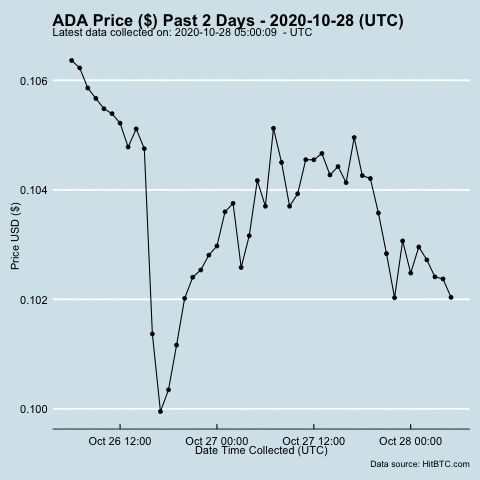 ADA Price ($) Past 2 Days - 2020-10-28 (UTC)
Latest data collected on: 2020-10-28 05:00:09  - UTC
0.106
0.104
0.102
0.100
Price USD ($)
Oct 26 12:00 Oct 27 00:00 Oct 27 12:00 Oct 28 00:00
Date Time Collected (UTC)
Data source: HitBTC.com